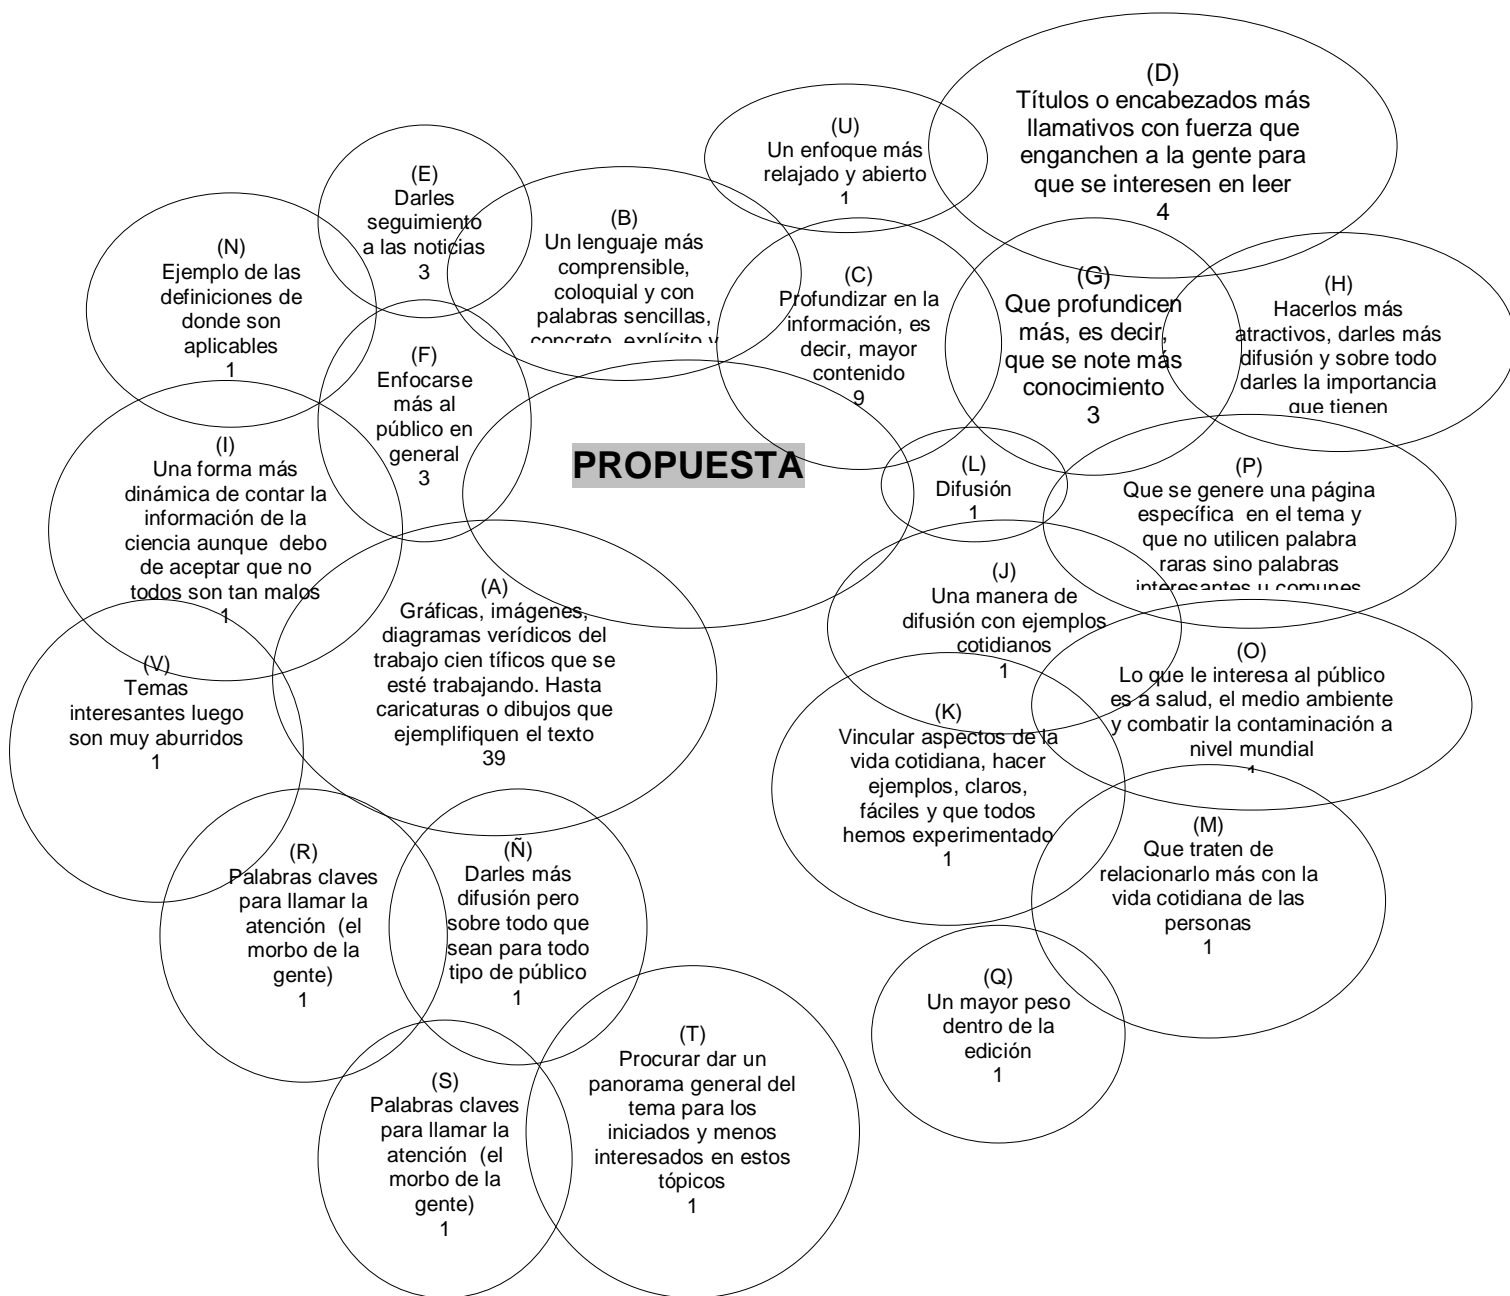 (D)
Títulos o encabezados más
llamativos con fuerza que
enganchen a la gente para
que se interesen en leer
4
(U)
Un enfoque más
relajado y abierto
1
(E)
Darles
seguimiento
a las noticias
3
(B)
Un lenguaje más
comprensible,
coloquial y con
palabras sencillas,
concreto, explícito y
(N)
Ejemplo de las
definiciones de
donde son
aplicables
1
(C)
Profundizar en la
información, es
decir, mayor
contenido
9
(G)
Que profundicen
más, es decir,
que se note más
conocimiento
3
(H)
Hacerlos más
atractivos, darles más
difusión y sobre todo
darles la importancia
que tienen
(F)
Enfocarse
más al
público en
general
3
PROPUESTA
(I)
Una forma más
dinámica de contar la
información de la
ciencia aunque debo
de aceptar que no
todos son tan malos
1
(L)
Difusión
1
(P)
Que se genere una página
específica en el tema y
que no utilicen palabra
raras sino palabras
interesantes u comunes
(A)
Gráficas, imágenes,
diagramas verídicos del
trabajo cien tíficos que se
esté trabajando. Hasta
caricaturas o dibujos que
ejemplifiquen el texto
39
(J)
Una manera de
difusión con ejemplos
cotidianos
1
(O)
Lo que le interesa al público
es a salud, el medio ambiente
y combatir la contaminación a
nivel mundial
1
(V)
Temas
interesantes luego
son muy aburridos
1
(K)
Vincular aspectos de la
vida cotidiana, hacer
ejemplos, claros,
fáciles y que todos
hemos experimentado
1
(M)
Que traten de
relacionarlo más con la
vida cotidiana de las
personas
1
(R)
Palabras claves
para llamar la
atención (el
morbo de la
gente)
1
(Ñ)
Darles más
difusión pero
sobre todo que
sean para todo
tipo de público
1
(Q)
Un mayor peso
dentro de la
edición
1
(S)
Palabras claves
para llamar la
atención (el
morbo de la
gente)
1
(T)
Procurar dar un
panorama general del
tema para los
iniciados y menos
interesados en estos
tópicos
1